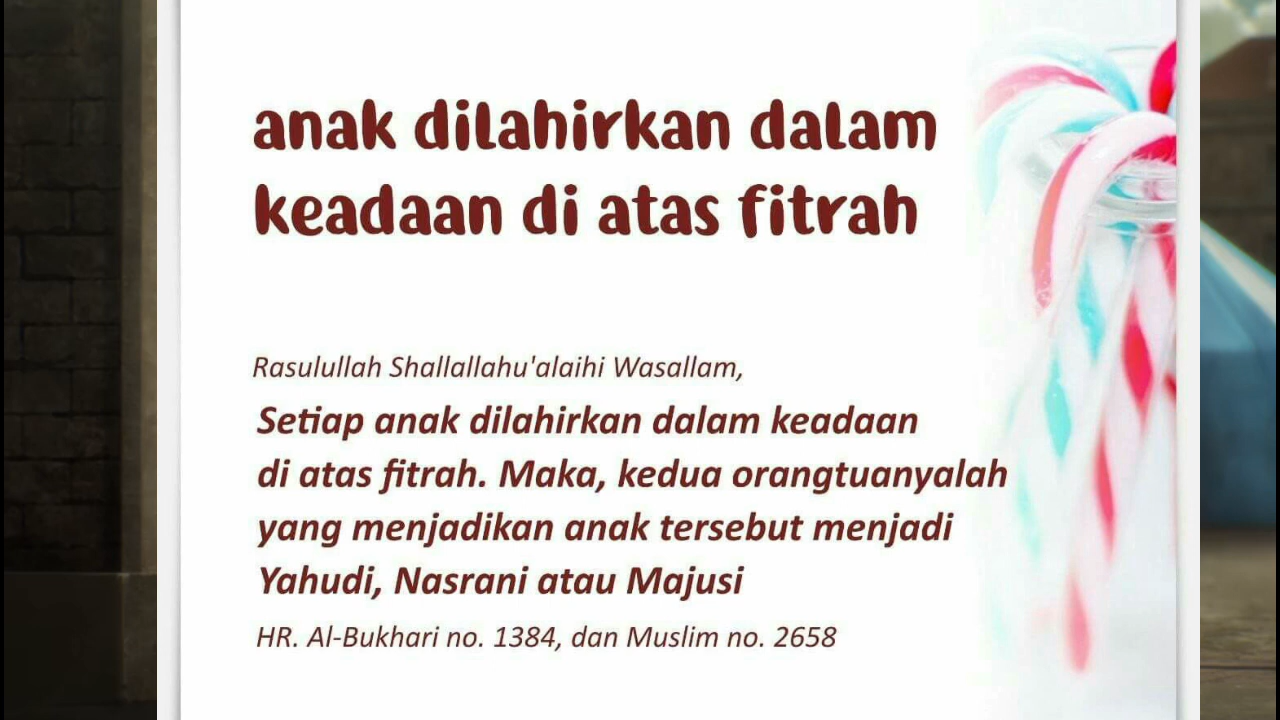 anak dilahirkan dalam
keadaan di atas fitrah
Rasulullah Shallallahu'alaihi Wasallam,
Setiap anak dilahirkan dalam keadaan
di atas fitrah. Maka, kedua orangtuanyalah
yang menjadikan anak tersebut menjadi
Yahudi, Nasrani atau Majusi
HR. Al-Bukhari no. 1384, dan Muslim no. 2658